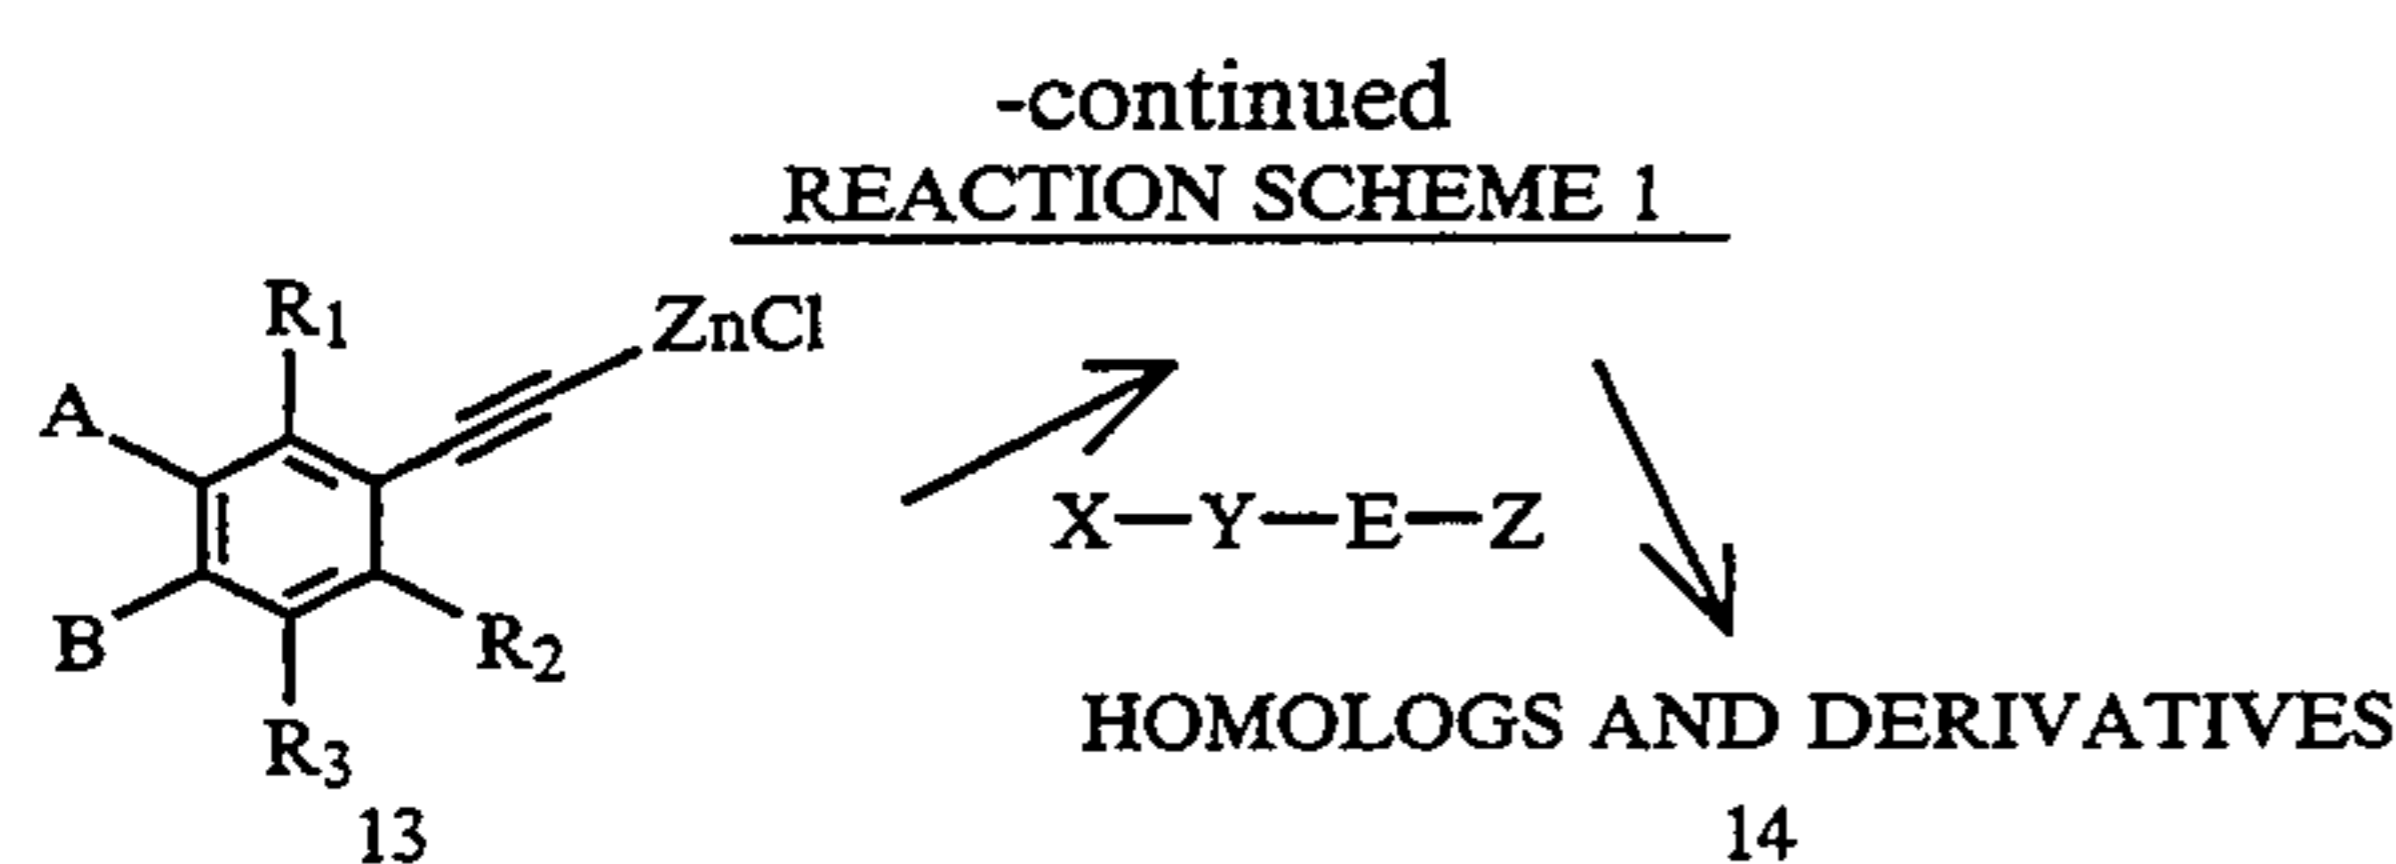 -continued
REACTION SCHEME 1
R1
ZnCl
A
X—Y—E—Z
B
R2
R3
HOMOLOGS AND DERIVATIVES
13
14